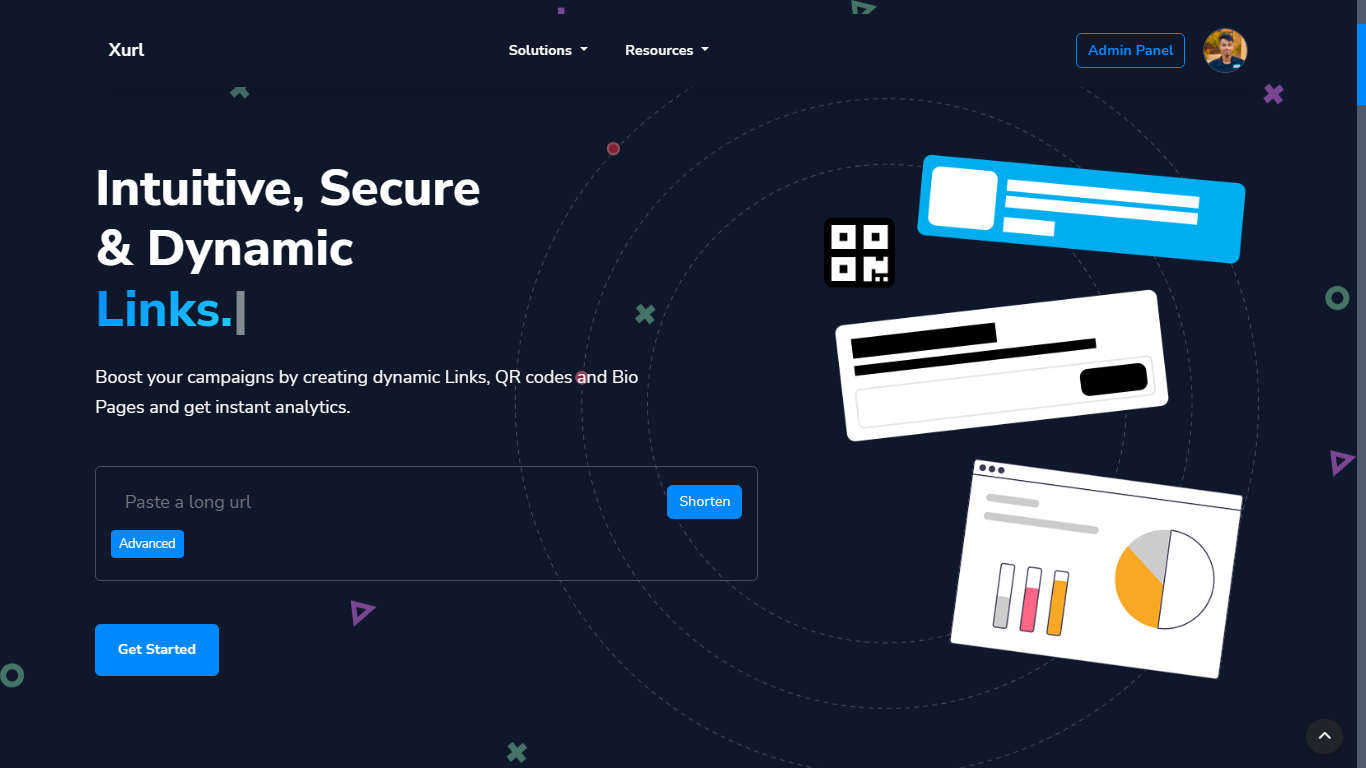 Xurl
Solutions
Resources
Admin Panel
Intuitive, Secure
& Dynamic
Links.|
Boost your campaigns by creating dynamic Links, QR codes and Bio
Pages and get instant analytics.
Paste a long url
Shorten
Advanced
Get Started